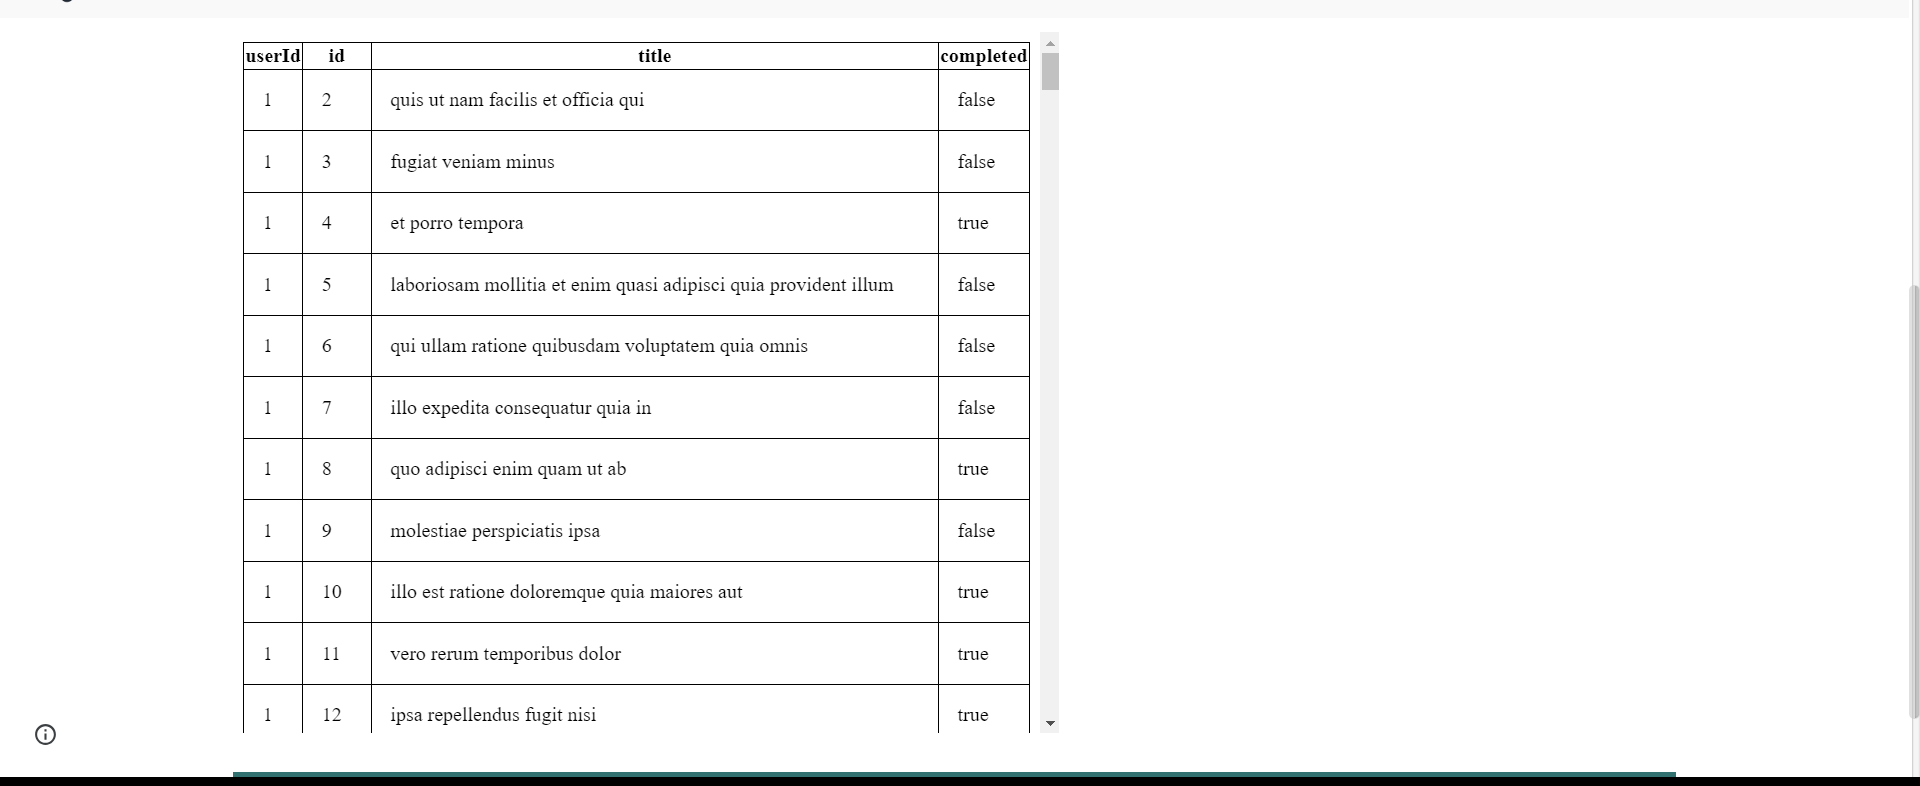 userId id title completed
1 2 quis ut nam facilis et officia qui false
1 3 fugiat veniam minus false
1 4 et porro tempora true
1 5 laboriosam mollitia et enim quasi adipisci quia provident illum false
1 6 qui ullam ratione quibusdam voluptatem quia omnis false
1 7 illo expedita consequatur quia in false
1 8 quo adipisci enim quam ut ab true
1 9 molestiae perspiciatis ipsa false
1 10 illo est ratione doloremque quia maiores aut true
1 11 vero rerum temporibus dolor true
1 12 ipsa repellendus fugit nisi true